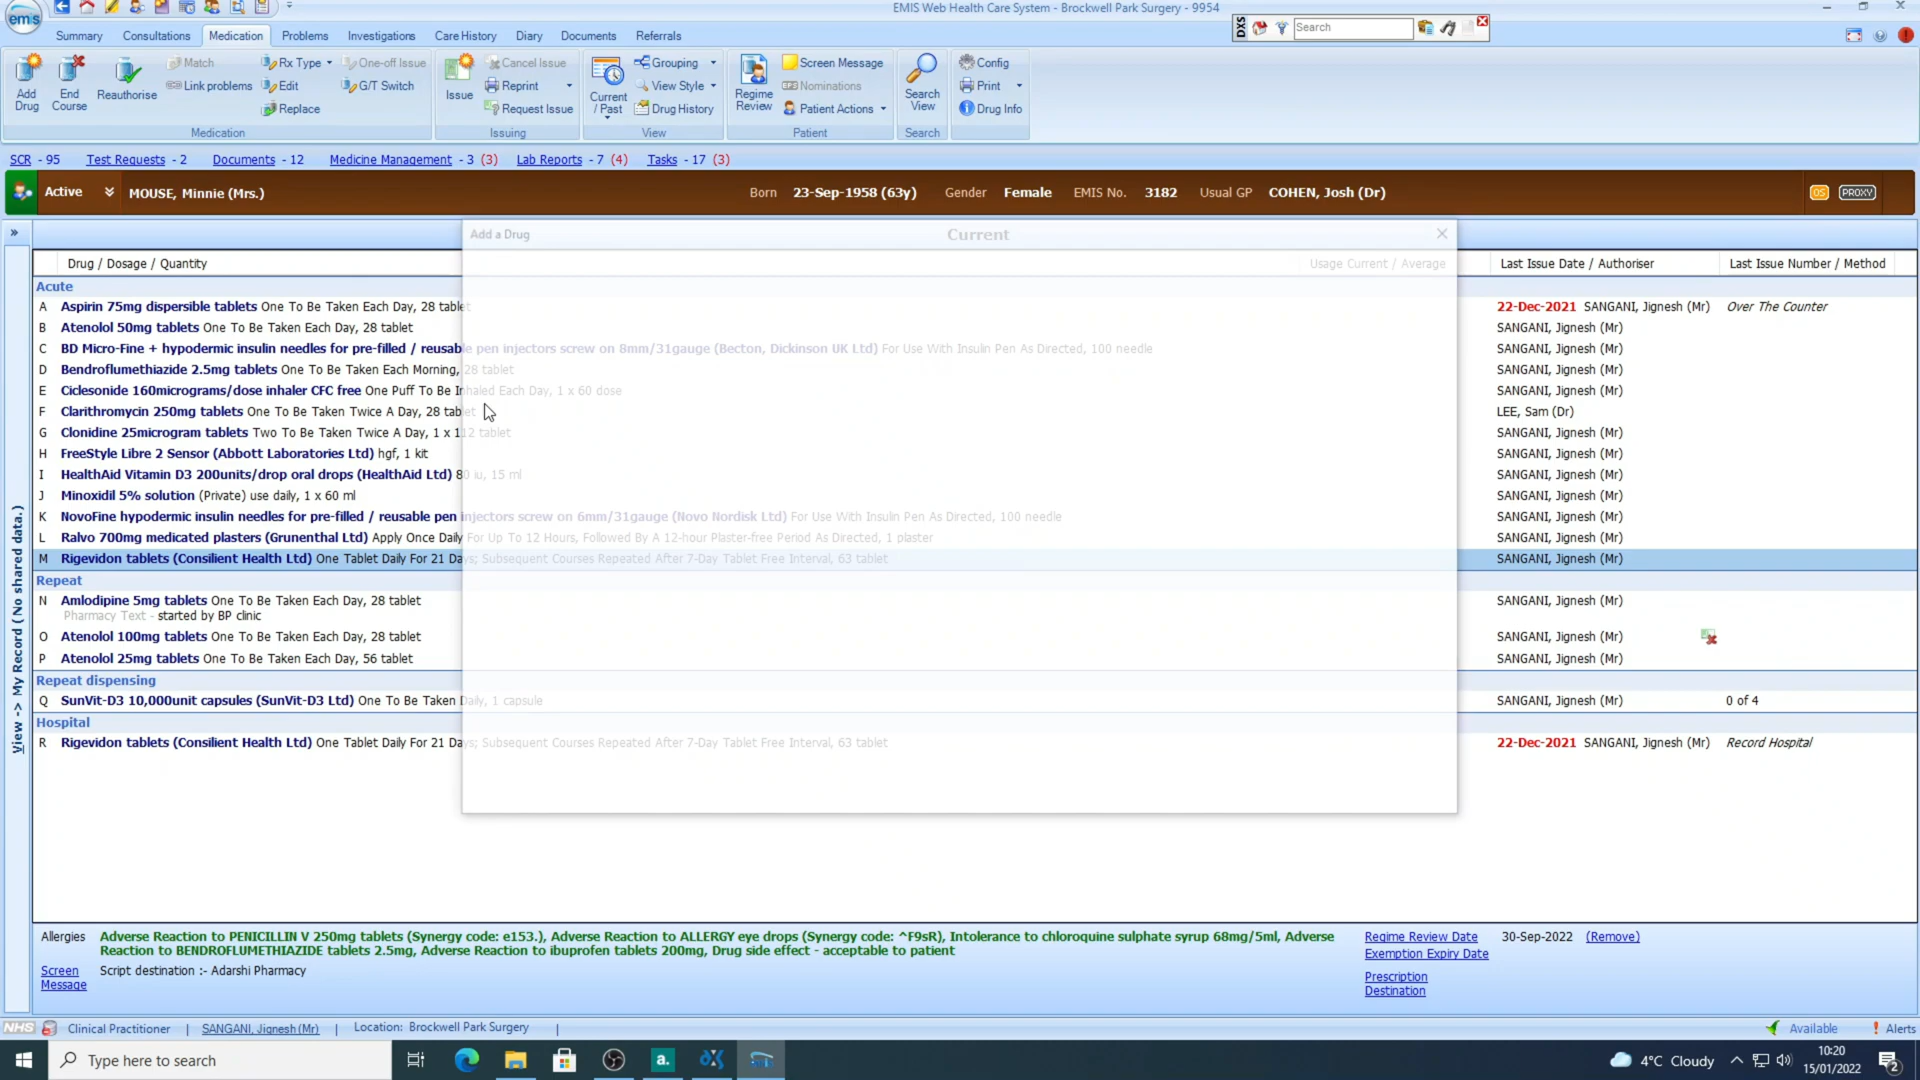 emis
EMIS Web Health Care System - Brockwell Park Surgery - 9954
DXS Search
Summary Consultations Medication Problems Investigations Care History Diary Documents Referrals
Add Drug
End Course
Reauthorise
Match
Link problems
Rx Type
Edit
Replace
One-off Issue
G/T Switch
Medication
Issue
Cancel Issue
Reprint
Request Issue
Issuing
Current / Past
Grouping
View Style
Drug History
View
Regime Review
Screen Message
Nominations
Patient Actions
Patient
Search View
Search
Config
Print
Drug Info
SCR - 95 Test Requests - 2 Documents - 12 Medicine Management - 3 (3) Lab Reports - 7 (4) Tasks - 17 (3)
Active MOUSE, Minnie (Mrs.) Born 23-Sep-1958 (63y) Gender Female EMIS No. 3182 Usual GP COHEN, Josh (Dr) OS PROXY
» Add a Drug Current
Drug / Dosage / Quantity Usage Current / Average Last Issue Date / Authoriser Last Issue Number / Method
Acute
A Aspirin 75mg dispersible tablets One To Be Taken Each Day, 28 tablet 22-Dec-2021 SANGANI, Jignesh (Mr) Over The Counter
B Atenolol 50mg tablets One To Be Taken Each Day, 28 tablet SANGANI, Jignesh (Mr)
C BD Micro-Fine + hypodermic insulin needles for pre-filled / reusable pen injectors screw on 8mm/31gauge (Becton, Dickinson UK Ltd) For Use With Insulin Pen As Directed, 100 needle SANGANI, Jignesh (Mr)
D Bendroflumethiazide 2.5mg tablets One To Be Taken Each Morning, 28 tablet SANGANI, Jignesh (Mr)
E Ciclesonide 160micrograms/dose inhaler CFC free One Puff To Be Inhaled Each Day, 1 x 60 dose SANGANI, Jignesh (Mr)
F Clarithromycin 250mg tablets One To Be Taken Twice A Day, 28 tablet LEE, Sam (Dr)
G Clonidine 25microgram tablets Two To Be Taken Twice A Day, 1 x 112 tablet SANGANI, Jignesh (Mr)
H FreeStyle Libre 2 Sensor (Abbott Laboratories Ltd) hgf, 1 kit SANGANI, Jignesh (Mr)
I HealthAid Vitamin D3 200units/drop oral drops (HealthAid Ltd) 80 iu, 15 ml SANGANI, Jignesh (Mr)
J Minoxidil 5% solution (Private) use daily, 1 x 60 ml SANGANI, Jignesh (Mr)
K NovoFine hypodermic insulin needles for pre-filled / reusable pen injectors screw on 6mm/31gauge (Novo Nordisk Ltd) For Use With Insulin Pen As Directed, 100 needle SANGANI, Jignesh (Mr)
L Ralvo 700mg medicated plasters (Grunenthal Ltd) Apply Once Daily For Up To 12 Hours, Followed By A 12-hour Plaster-free Period As Directed, 1 plaster SANGANI, Jignesh (Mr)
M Rigevidon tablets (Consilient Health Ltd) One Tablet Daily For 21 Days; Subsequent Courses Repeated After 7-Day Tablet Free Interval, 63 tablet SANGANI, Jignesh (Mr)
Repeat
N Amlodipine 5mg tablets One To Be Taken Each Day, 28 tablet SANGANI, Jignesh (Mr)
Pharmacy Text - started by BP clinic
O Atenolol 100mg tablets One To Be Taken Each Day, 28 tablet SANGANI, Jignesh (Mr)
P Atenolol 25mg tablets One To Be Taken Each Day, 56 tablet SANGANI, Jignesh (Mr)
Repeat dispensing
Q SunVit-D3 10,000unit capsules (SunVit-D3 Ltd) One To Be Taken Daily, 1 capsule SANGANI, Jignesh (Mr) 0 of 4
Hospital
R Rigevidon tablets (Consilient Health Ltd) One Tablet Daily For 21 Days; Subsequent Courses Repeated After 7-Day Tablet Free Interval, 63 tablet 22-Dec-2021 SANGANI, Jignesh (Mr) Record Hospital
View -> My Record (No shared data.)
Allergies Adverse Reaction to PENICILLIN V 250mg tablets (Synergy code: e153.), Adverse Reaction to ALLERGY eye drops (Synergy code: ^F9sR), Intolerance to chloroquine sulphate syrup 68mg/5ml, Adverse
Reaction to BENDROFLUMETHIAZIDE tablets 2.5mg, Adverse Reaction to ibuprofen tablets 200mg, Drug side effect - acceptable to patient
Screen Message Script destination :- Adarshi Pharmacy
Regime Review Date 30-Sep-2022 (Remove)
Exemption Expiry Date
Prescription Destination
NHS Clinical Practitioner | SANGANI, Jignesh (Mr) | Location: Brockwell Park Surgery | Available Alerts
Type here to search
a.
emis
4°C Cloudy
10:20
15/01/2022
2